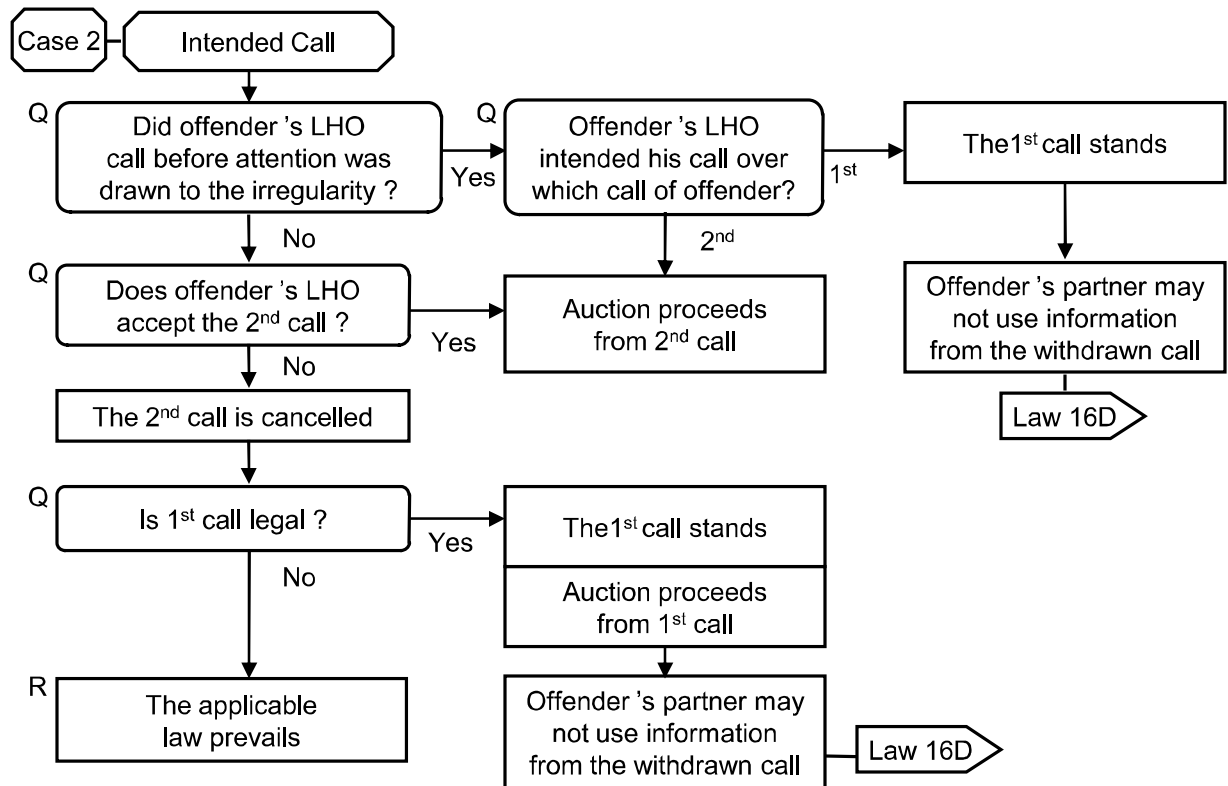 Case 2
Intended Call
Q
Did offender 's LHO
call before attention was
drawn to the irregularity ?
Yes
Q
Offender 's LHO
intended his call over
which call of offender?
1st
The1st call stands
No
2nd
Q
Does offender 's LHO
accept the 2nd call ?
Yes
Auction proceeds
from 2nd call
Offender 's partner may
not use information
from the withdrawn call
No
The 2nd call is cancelled
Law 16D
Q
Is 1st call legal ?
Yes
The1st call stands
No
Auction proceeds
from 1st call
R
The applicable
law prevails
Offender 's partner may
not use information
from the withdrawn call
Law 16D